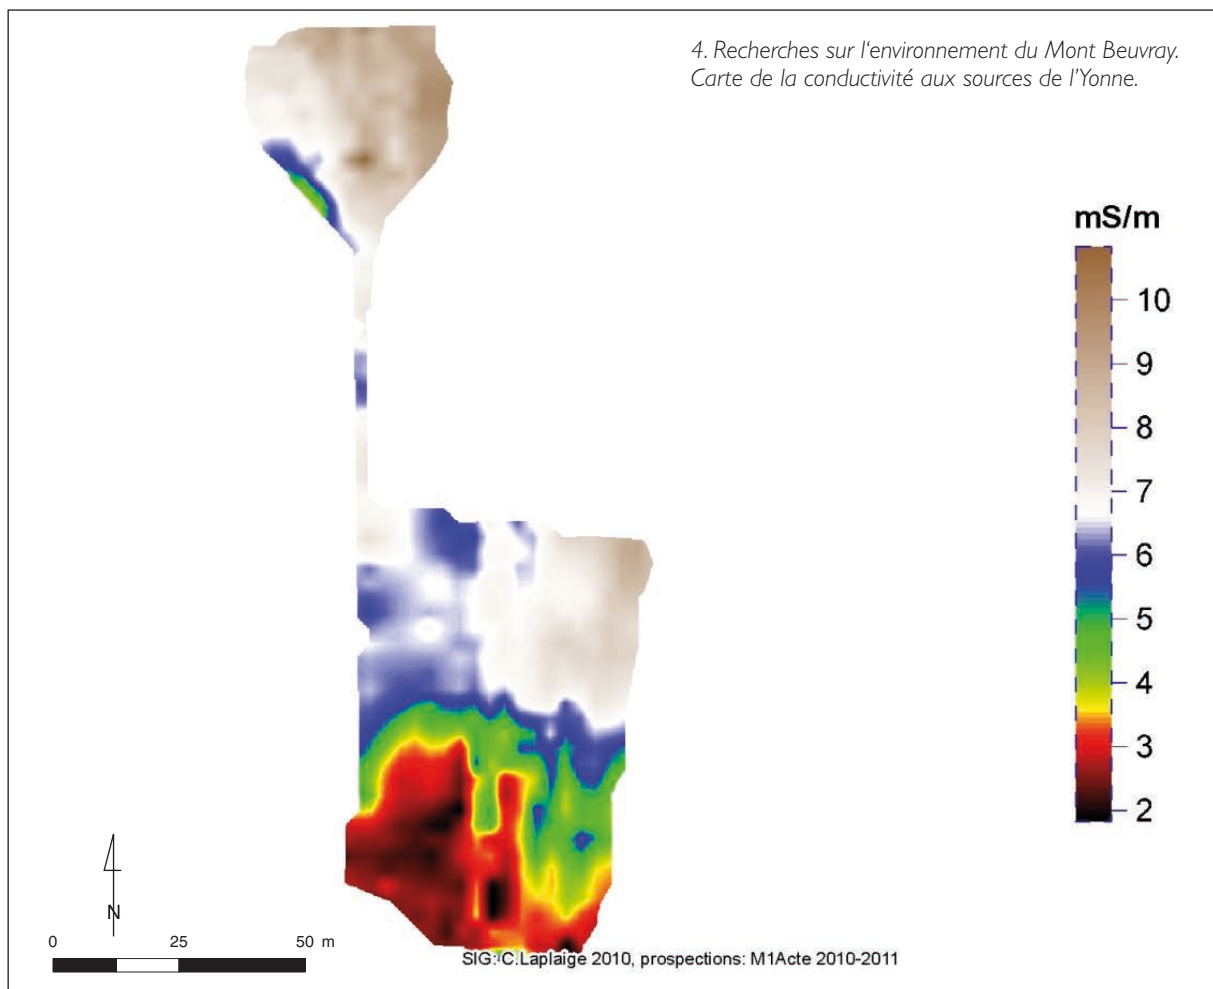 4. Recherches sur l'environnement du Mont Beuvray.
Carte de la conductivité aux sources de l'Yonne.
mS/m
10
9
8
7
6
5
4
3
2
N
0 25 50 m
SIG: C.Laplaige 2010, prospections: M1Acte 2010-2011